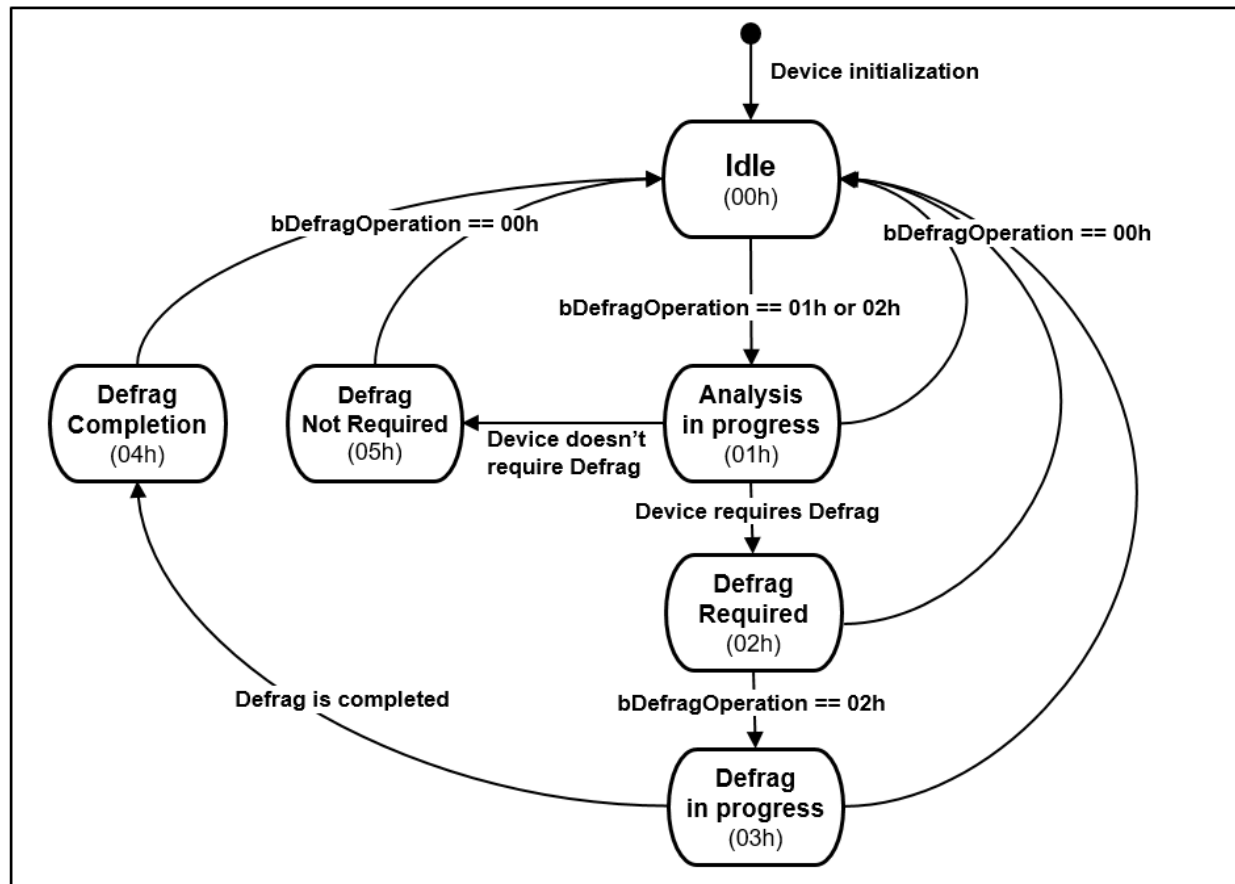 Device initialization
Idle
(00h)
bDefragOperation == 00h
bDefragOperation == 00h
bDefragOperation == 01h or 02h
Defrag
Completion
(04h)
Defrag
Not Required
(05h)
Analysis
in progress
(01h)
Device doesn’t
require Defrag
Device requires Defrag
Defrag
Required
(02h)
Defrag is completed
bDefragOperation == 02h
Defrag
in progress
(03h)